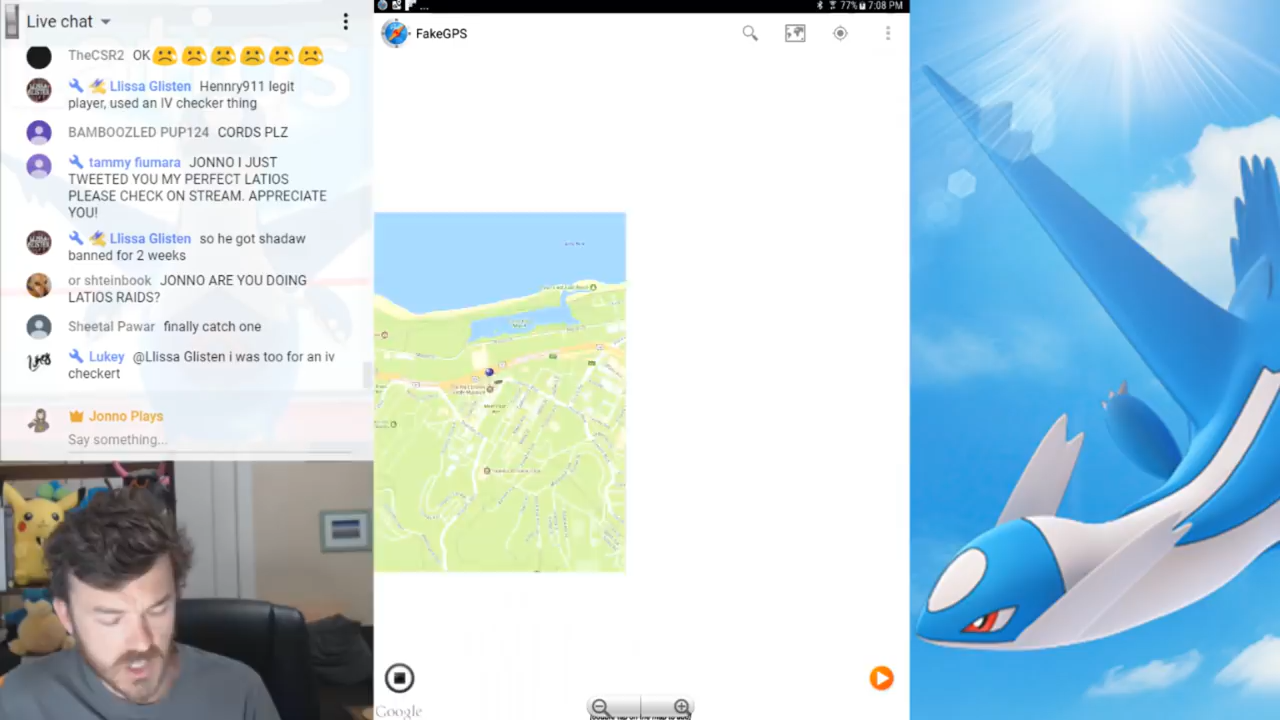 Live chat
TheCSR2 OK
Llissa Glisten Hennry911 legit
player, used an IV checker thing
BAMBOOZLED PUP124 CORDS PLZ
tammy fiumara JONNO I JUST
TWEETED YOU MY PERFECT LATIOS
PLEASE CHECK ON STREAM. APPRECIATE
YOU!
Llissa Glisten so he got shadaw
banned for 2 weeks
or shteinbook JONNO ARE YOU DOING
LATIOS RAIDS?
Sheetal Pawar finally catch one
Lukey @Llissa Glisten i was too for an iv
checkert
Jonno Plays
Say something...
... 77% 7:08 PM
FakeGPS
Google